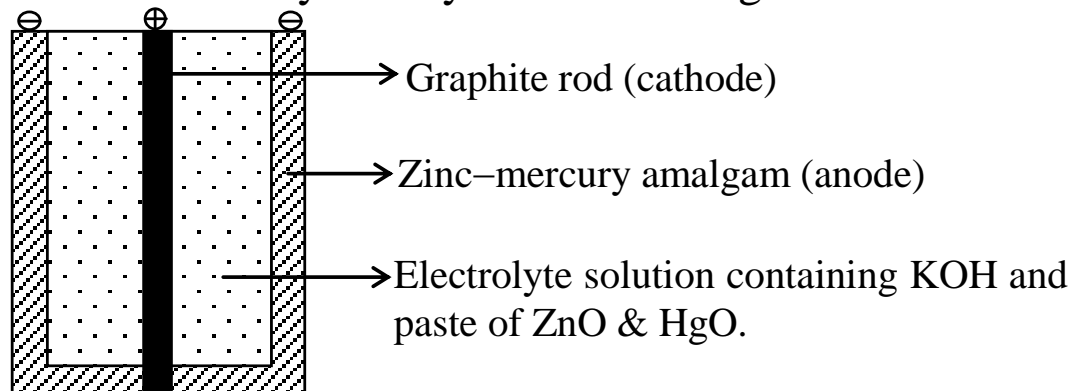 ⊖ ⊕ ⊖
Graphite rod (cathode)
Zinc−mercury amalgam (anode)
Electrolyte solution containing KOH and
paste of ZnO & HgO.